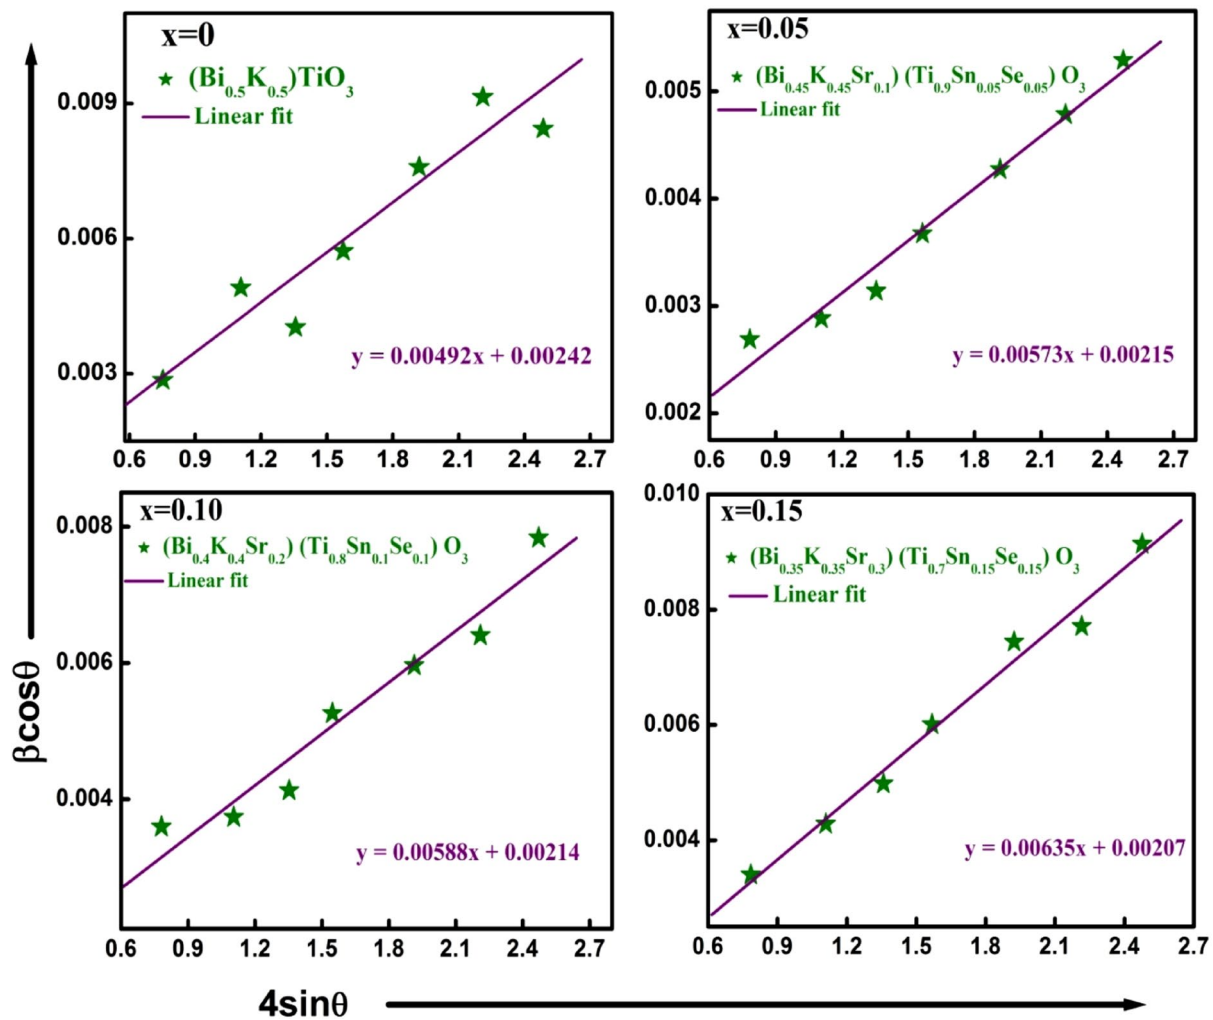 x=0
(Bi0.5K0.5)TiO3
Linear fit
0.009
0.006
0.003
y = 0.00492x + 0.00242
0.6 0.9 1.2 1.5 1.8 2.1 2.4 2.7
x=0.05
(Bi0.45K0.45Sr0.1) (Ti0.9Sn0.05Se0.05) O3
Linear fit
0.005
0.004
0.003
0.002
y = 0.00573x + 0.00215
0.6 0.9 1.2 1.5 1.8 2.1 2.4 2.7
x=0.10
(Bi0.4K0.4Sr0.2) (Ti0.8Sn0.1Se0.1) O3
Linear fit
0.008
0.006
0.004
y = 0.00588x + 0.00214
0.6 0.9 1.2 1.5 1.8 2.1 2.4 2.7
0.010
x=0.15
(Bi0.35K0.35Sr0.3) (Ti0.7Sn0.15Se0.15) O3
Linear fit
0.008
0.006
0.004
y = 0.00635x + 0.00207
0.6 0.9 1.2 1.5 1.8 2.1 2.4 2.7
βcosθ
4sinθ